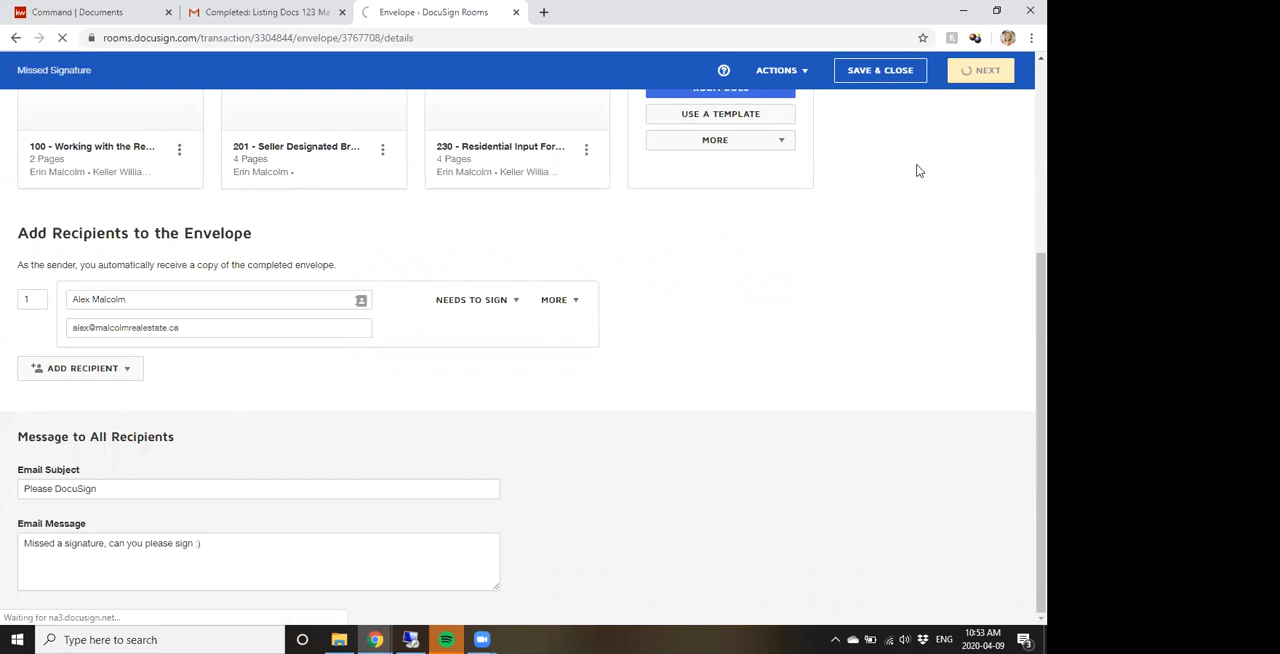 Command | Documents
Completed: Listing Docs 123 Ma
Envelope › DocuSign Rooms
rooms.docusign.com/transaction/3304844/envelope/3767708/details
Missed Signature
ACTIONS
SAVE & CLOSE
NEXT
USE A TEMPLATE
MORE
100 - Working with the Re...
2 Pages
Erin Malcolm • Keller Willia...
201 - Seller Designated Br...
4 Pages
Erin Malcolm •
230 - Residential Input For...
4 Pages
Erin Malcolm • Keller Willia...
Add Recipients to the Envelope
As the sender, you automatically receive a copy of the completed envelope.
1
Alex Malcolm
NEEDS TO SIGN
MORE
alex@malcolmrealestate.ca
ADD RECIPIENT
Message to All Recipients
Email Subject
Please DocuSign
Email Message
Missed a signature, can you please sign :)
Waiting for na3.docusign.net...
Type here to search
ENG
10:53 AM
2020-04-09
3